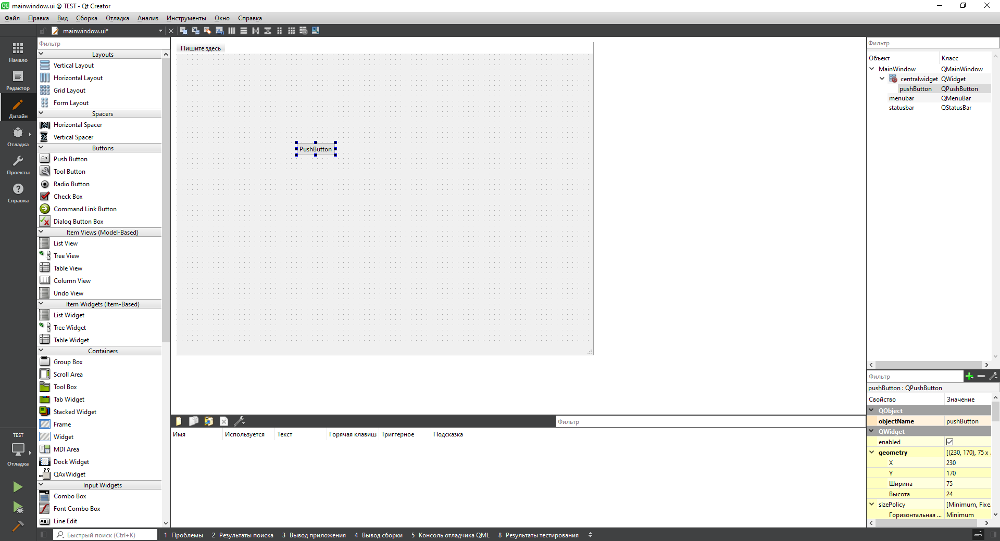 mainwindow.ui @ TEST - Qt Creator
Файл Правка Вид Сборка Отладка Анализ Инструменты Окно Справка
mainwindow.ui*
Начало
Редактор
Дизайн
Отладка
Проекты
Справка
TEST
Отладка
Фильтр
Layouts
Vertical Layout
Horizontal Layout
Grid Layout
Form Layout
Spacers
Horizontal Spacer
Vertical Spacer
Buttons
OK Push Button
Tool Button
Radio Button
Check Box
Command Link Button
Dialog Button Box
Item Views (Model-Based)
List View
Tree View
Table View
Column View
Undo View
Item Widgets (Item-Based)
List Widget
Tree Widget
Table Widget
Containers
Group Box
Scroll Area
Tool Box
Tab Widget
Stacked Widget
Frame
Widget
MDI Area
Dock Widget
QAxWidget
Input Widgets
Combo Box
Font Combo Box
ABI Line Edit
Пишите здесь
PushButton
Фильтр
Имя Используется Текст Горячая клавиш Триггерное Подсказка
Фильтр
Объект Класс
MainWindow QMainWindow
centralwidget QWidget
pushButton QPushButton
menubar QMenuBar
statusbar QStatusBar
Фильтр
pushButton : QPushButton
Свойство Значение
QObject
objectName pushButton
QWidget
enabled
geometry [(230, 170), 75 x ...
X 230
Y 170
Ширина 75
Высота 24
sizePolicy [Minimum, Fixe...
Горизонтальная ... Minimum
Быстрый поиск (Ctrl+K) 1 Проблемы 2 Результаты поиска 3 Вывод приложения 4 Вывод сборки 5 Консоль отладчика QML 8 Результаты тестирования